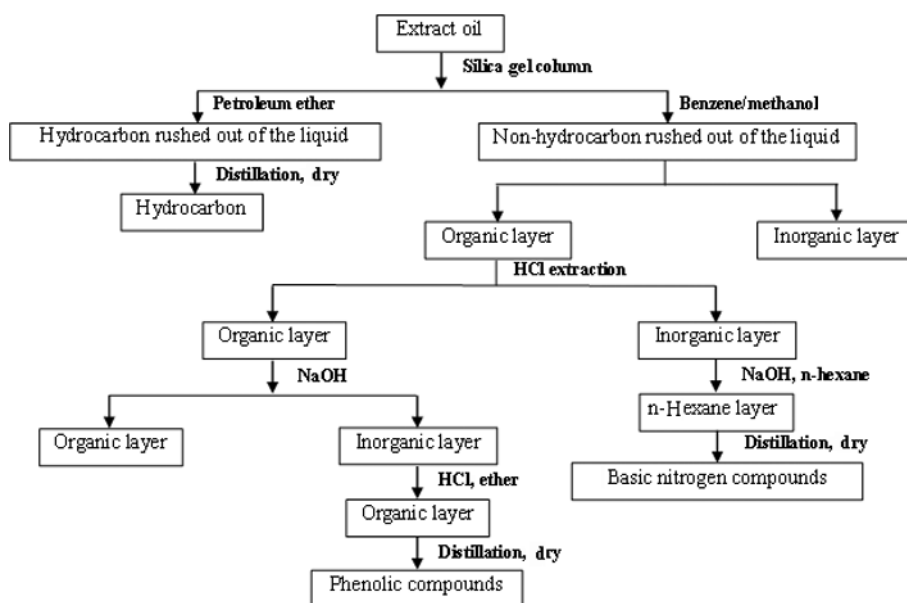 Extract oil
Silica gel column
Petroleum ether
Benzene/methanol
Hydrocarbon rushed out of the liquid
Non-hydrocarbon rushed out of the liquid
Distillation, dry
Hydrocarbon
Organic layer
Inorganic layer
HCl extraction
Organic layer
Inorganic layer
NaOH
NaOH, n-hexane
n-Hexane layer
Organic layer
Inorganic layer
Distillation, dry
HCl, ether
Basic nitrogen compounds
Organic layer
Distillation, dry
Phenolic compounds